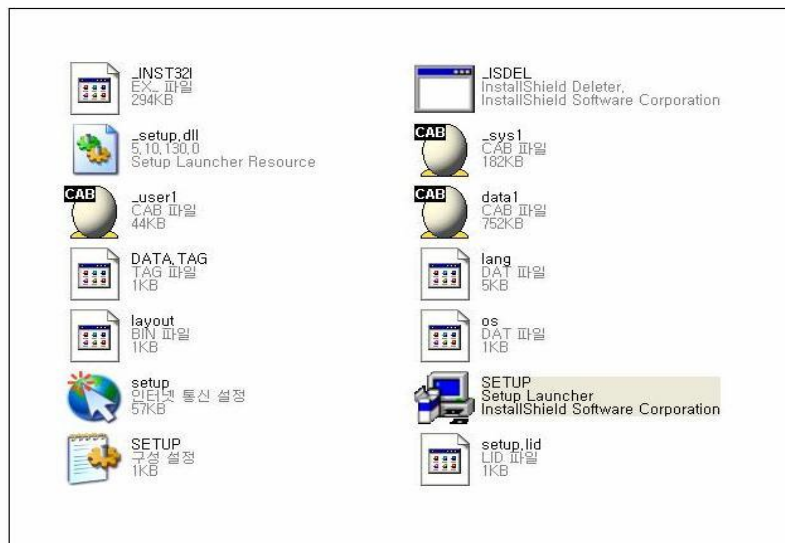 _INST32I
EX_ 파일
294KB
_ISDEL
InstallShield Deleter,
InstallShield Software Corporation
_setup,dll
5,10,130,0
Setup Launcher Resource
CAB
_sys1
CAB 파일
182KB
CAB
_user1
CAB 파일
44KB
CAB
data1
CAB 파일
752KB
DATA,TAG
TAG 파일
1KB
lang
DAT 파일
5KB
layout
BIN 파일
1KB
os
DAT 파일
1KB
setup
인터넷 통신 설정
57KB
SETUP
Setup Launcher
InstallShield Software Corporation
SETUP
구성 설정
1KB
setup,lid
LID 파일
1KB